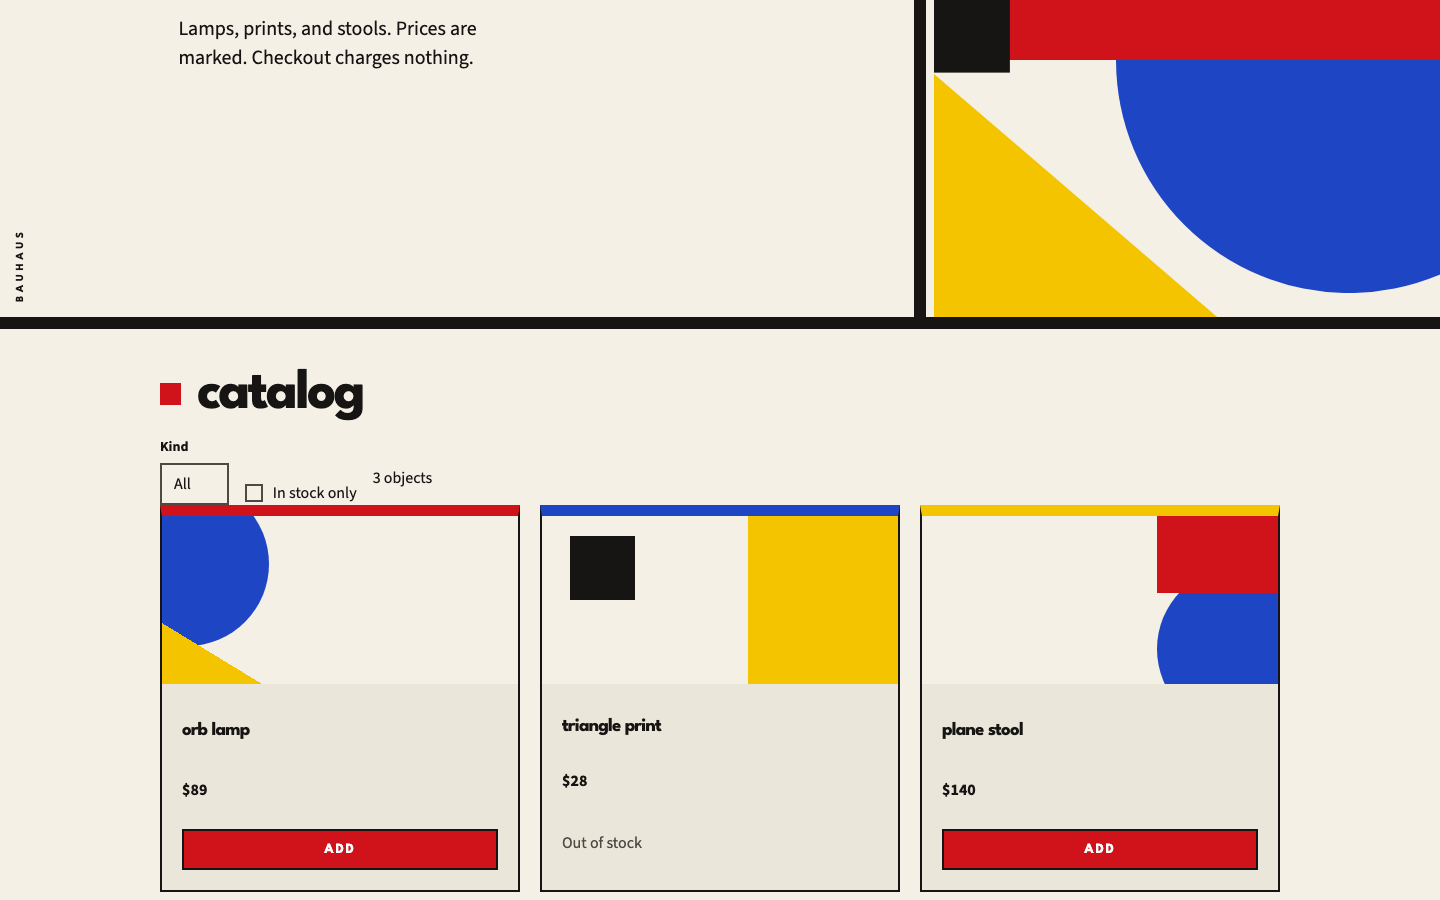 Lamps, prints, and stools. Prices are
marked. Checkout charges nothing.
BAUHAUS
catalog
Kind
All
In stock only
3 objects
orb lamp
$89
ADD
triangle print
$28
Out of stock
plane stool
$140
ADD